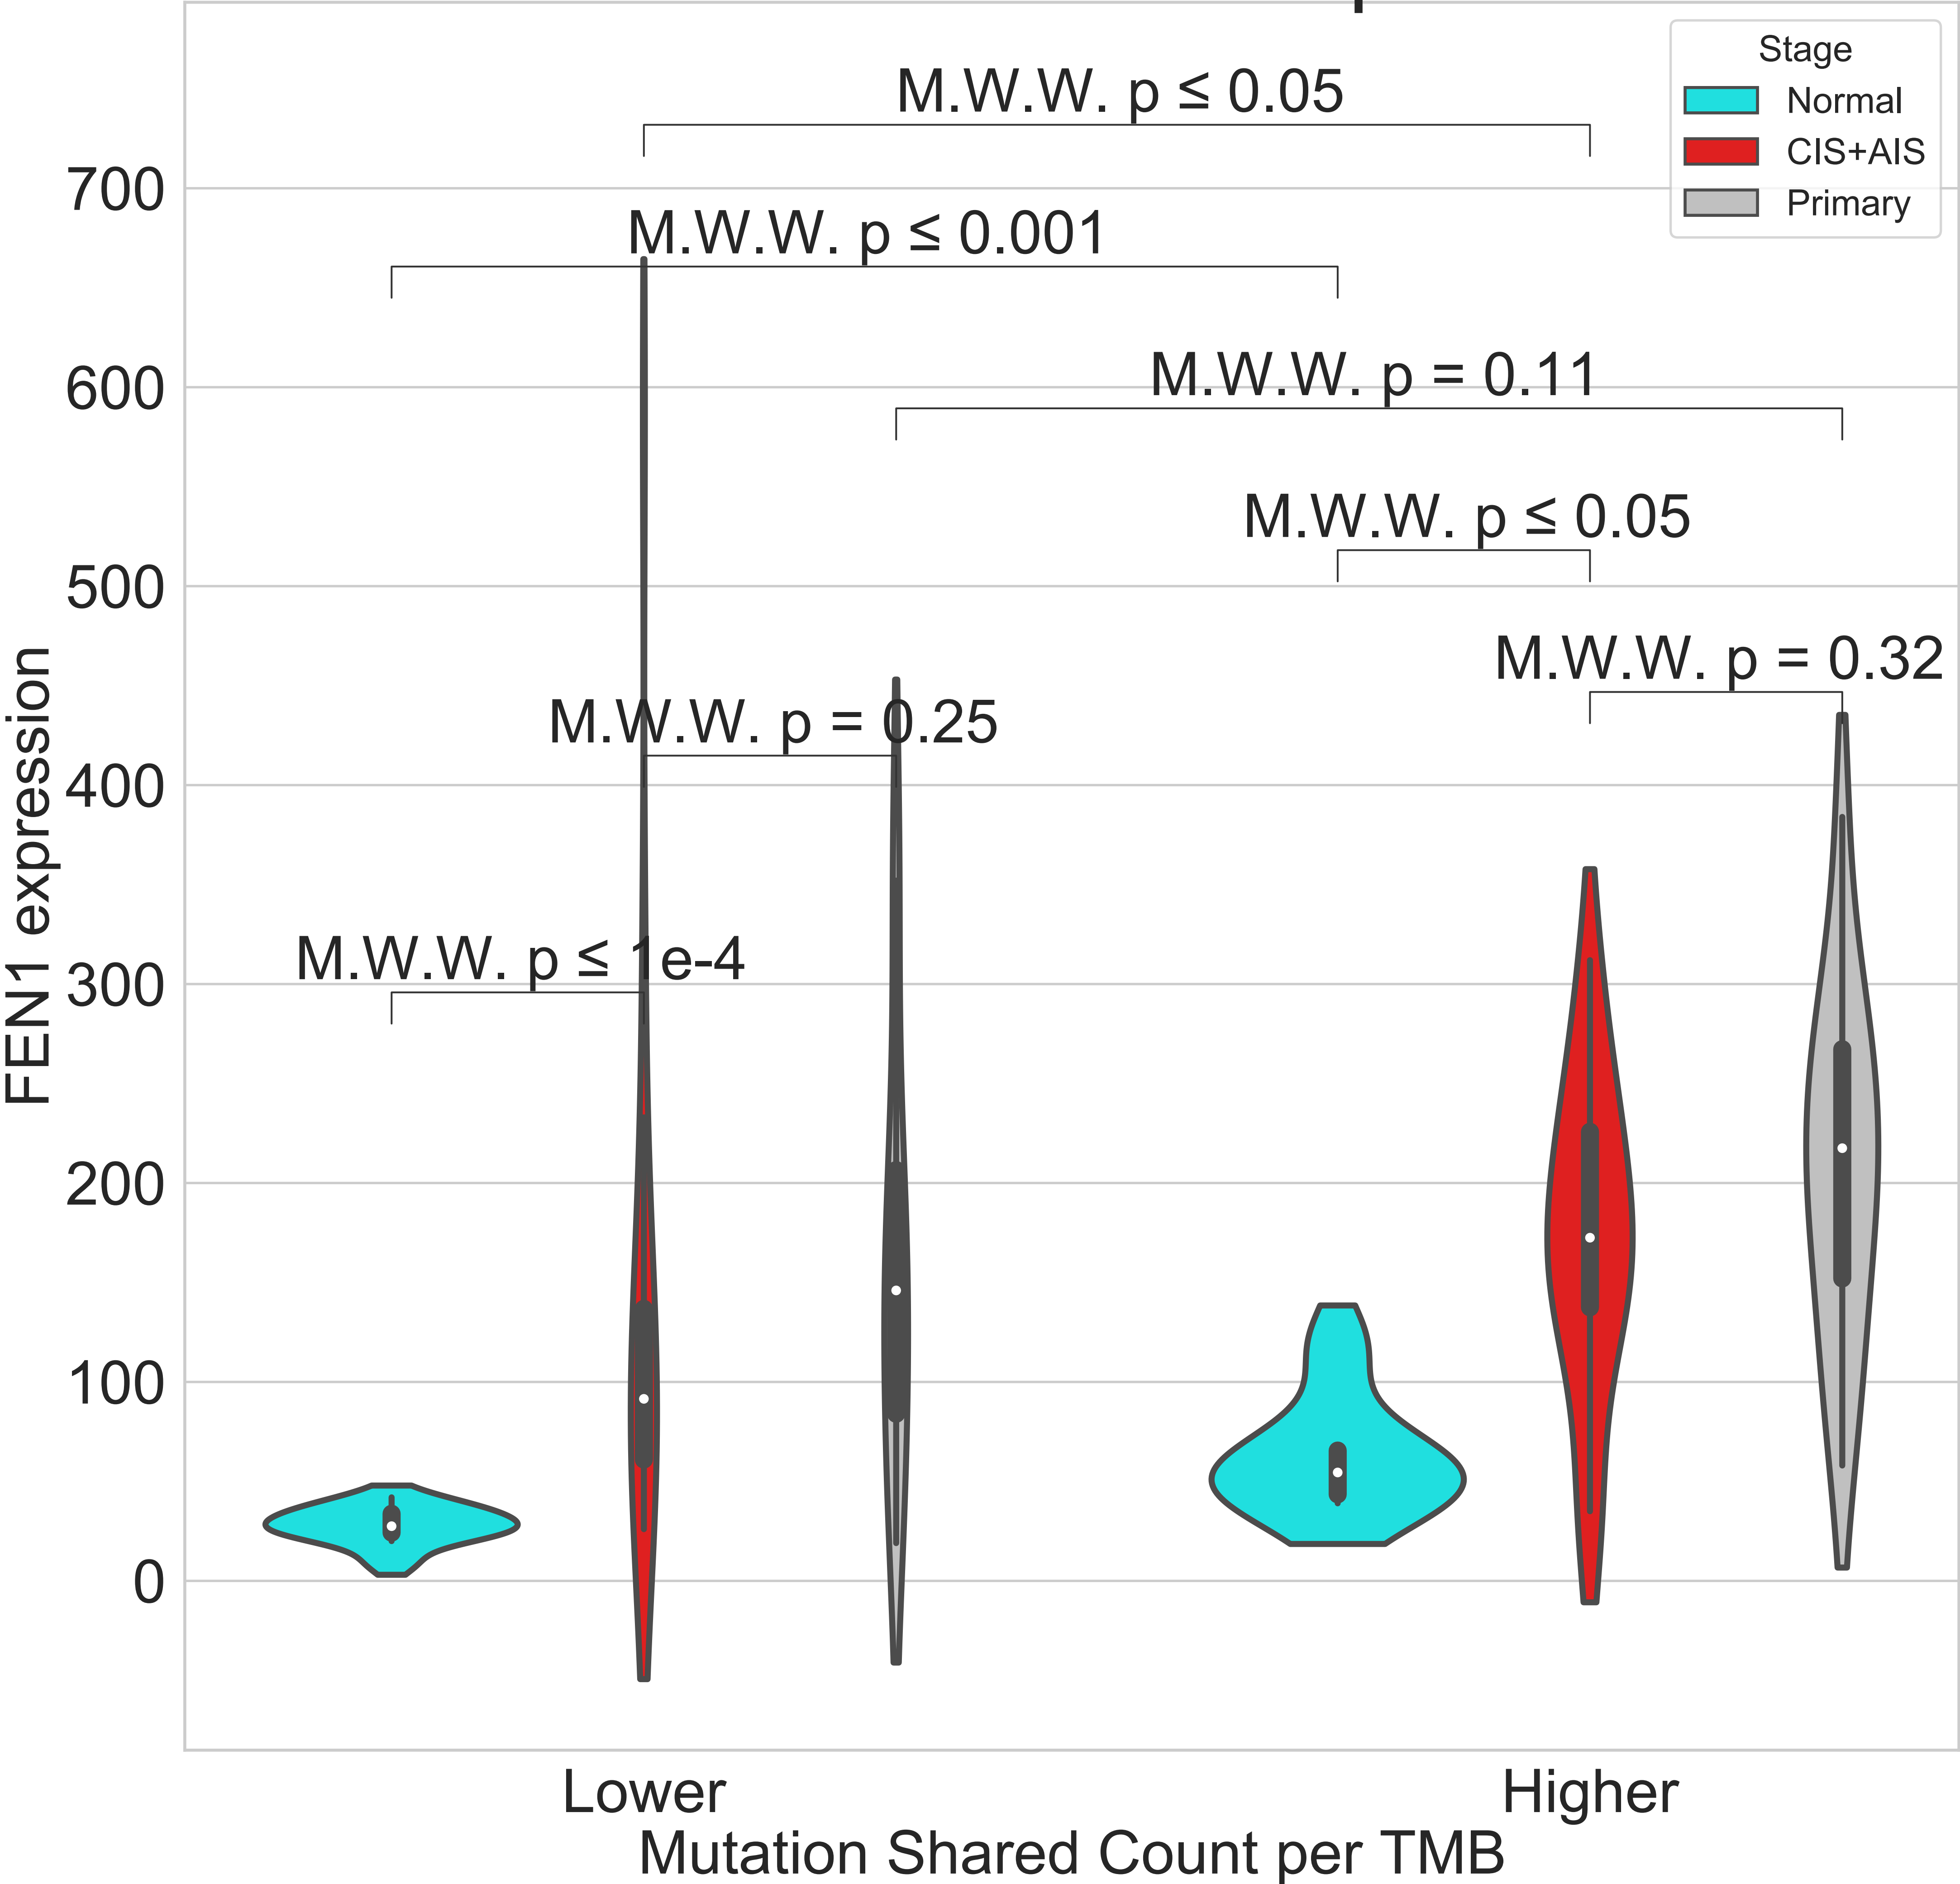 Stage
Normal
CIS+AIS
Primary
M.W.W. p ≤ 0.05
M.W.W. p ≤ 0.001
M.W.W. p = 0.11
M.W.W. p ≤ 0.05
M.W.W. p = 0.32
M.W.W. p = 0.25
M.W.W. p ≤ 1e-4
FEN1 expression
700
600
500
400
300
200
100
0
Lower
Higher
Mutation Shared Count per TMB